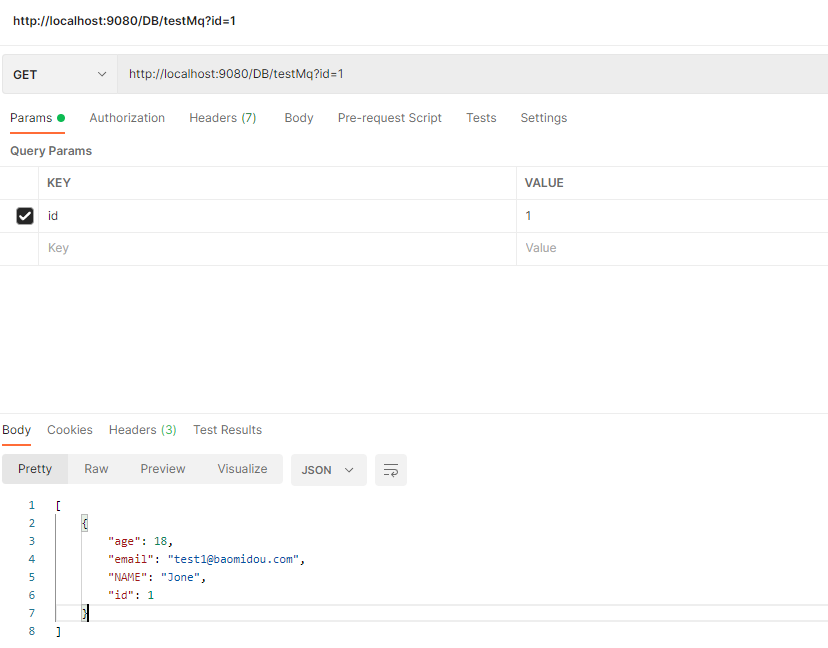 http://localhost:9080/DB/testMq?id=1
GET http://localhost:9080/DB/testMq?id=1
Params Authorization Headers (7) Body Pre-request Script Tests Settings
Query Params
KEY VALUE
id 1
Key Value
Body Cookies Headers (3) Test Results
Pretty Raw Preview Visualize JSON
1 [
2 {
3 "age": 18,
4 "email": "test1@baomidou.com",
5 "NAME": "Jone",
6 "id": 1
7 }
8 ]